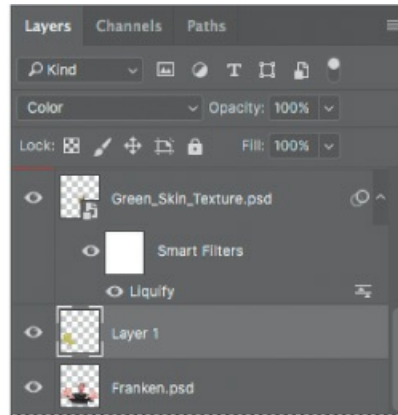 Layers Channels Paths
Kind T
Color Opacity: 100%
Lock: Fill: 100%
Green_Skin_Texture.psd
Smart Filters
Liquify
Layer 1
Franken.psd